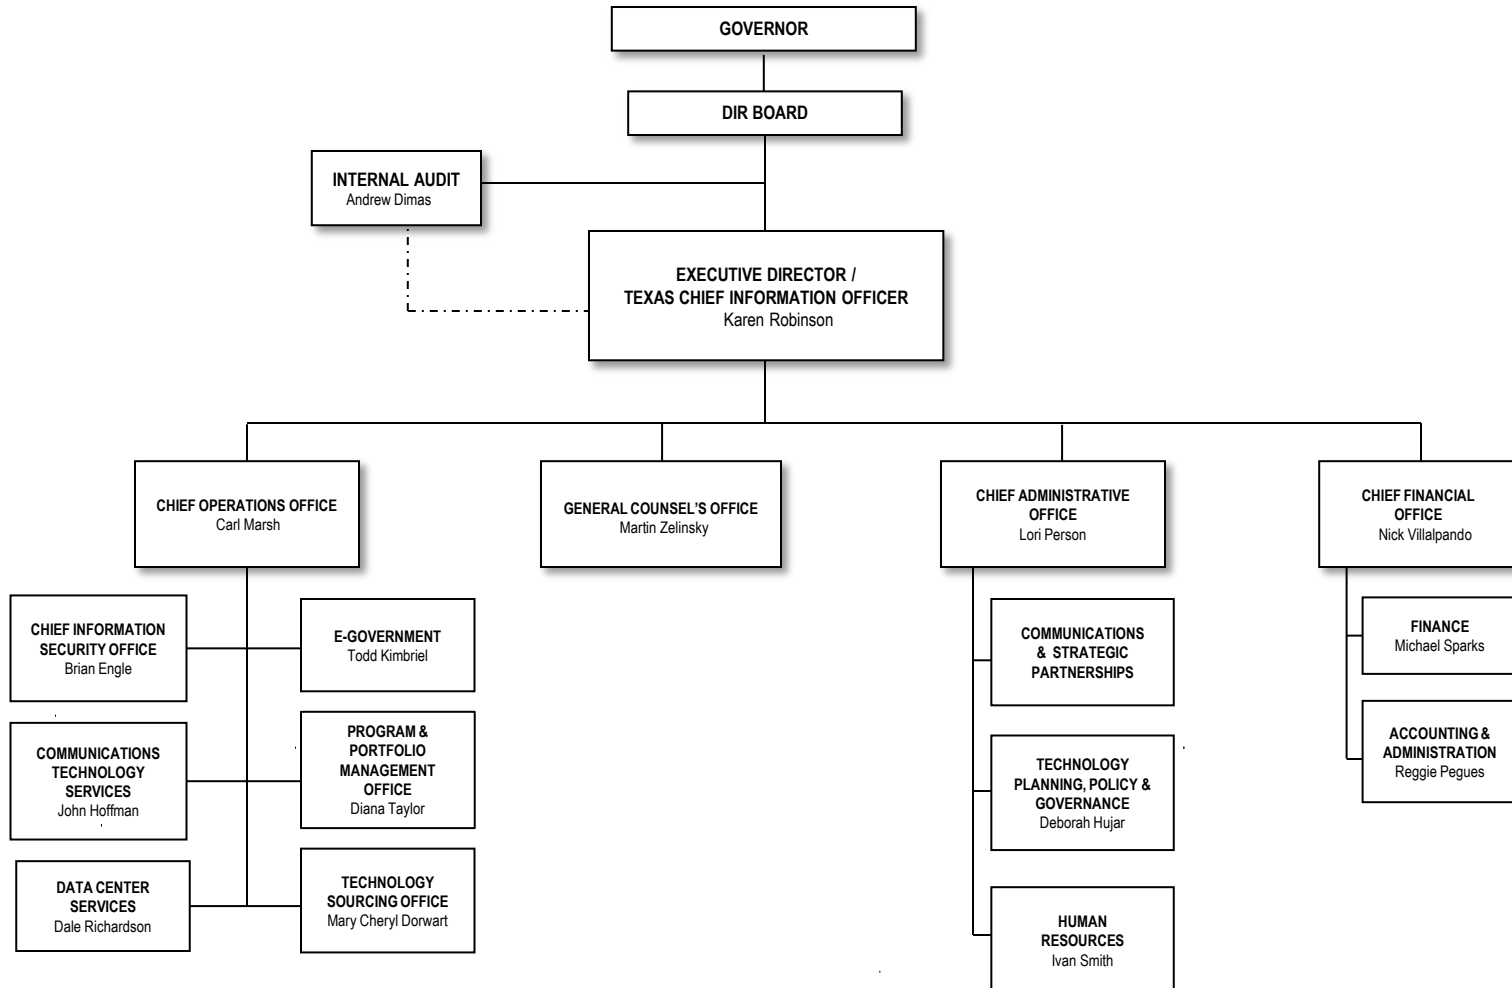 GOVERNOR
DIR BOARD
INTERNAL AUDIT
Andrew Dimas
EXECUTIVE DIRECTOR /
TEXAS CHIEF INFORMATION OFFICER
Karen Robinson
CHIEF OPERATIONS OFFICE
Carl Marsh
GENERAL COUNSEL'S OFFICE
Martin Zelinsky
CHIEF ADMINISTRATIVE
OFFICE
Lori Person
CHIEF FINANCIAL
OFFICE
Nick Villalpando
CHIEF INFORMATION
SECURITY OFFICE
Brian Engle
E-GOVERNMENT
Todd Kimbriel
COMMUNICATIONS
TECHNOLOGY
SERVICES
John Hoffman
PROGRAM &
PORTFOLIO
MANAGEMENT
OFFICE
Diana Taylor
DATA CENTER
SERVICES
Dale Richardson
TECHNOLOGY
SOURCING OFFICE
Mary Cheryl Dorwart
COMMUNICATIONS
& STRATEGIC
PARTNERSHIPS
TECHNOLOGY
PLANNING, POLICY &
GOVERNANCE
Deborah Hujar
HUMAN
RESOURCES
Ivan Smith
FINANCE
Michael Sparks
ACCOUNTING &
ADMINISTRATION
Reggie Pegues